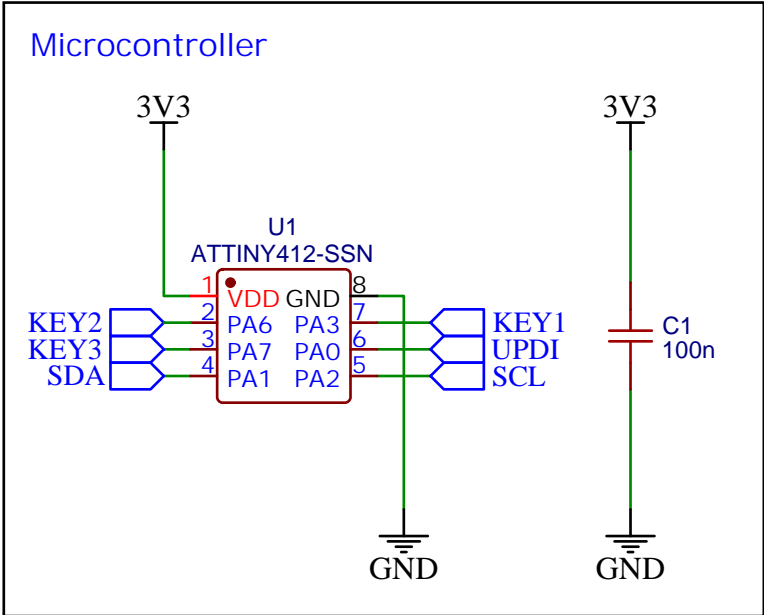 Microcontroller
3V3
3V3
U1
ATTINY412-SSN
1
VDD
GND
8
KEY2
2
PA6
PA3
7
KEY1
KEY3
3
PA7
PA0
6
UPDI
SDA
4
PA1
PA2
5
SCL
C1
100n
GND
GND